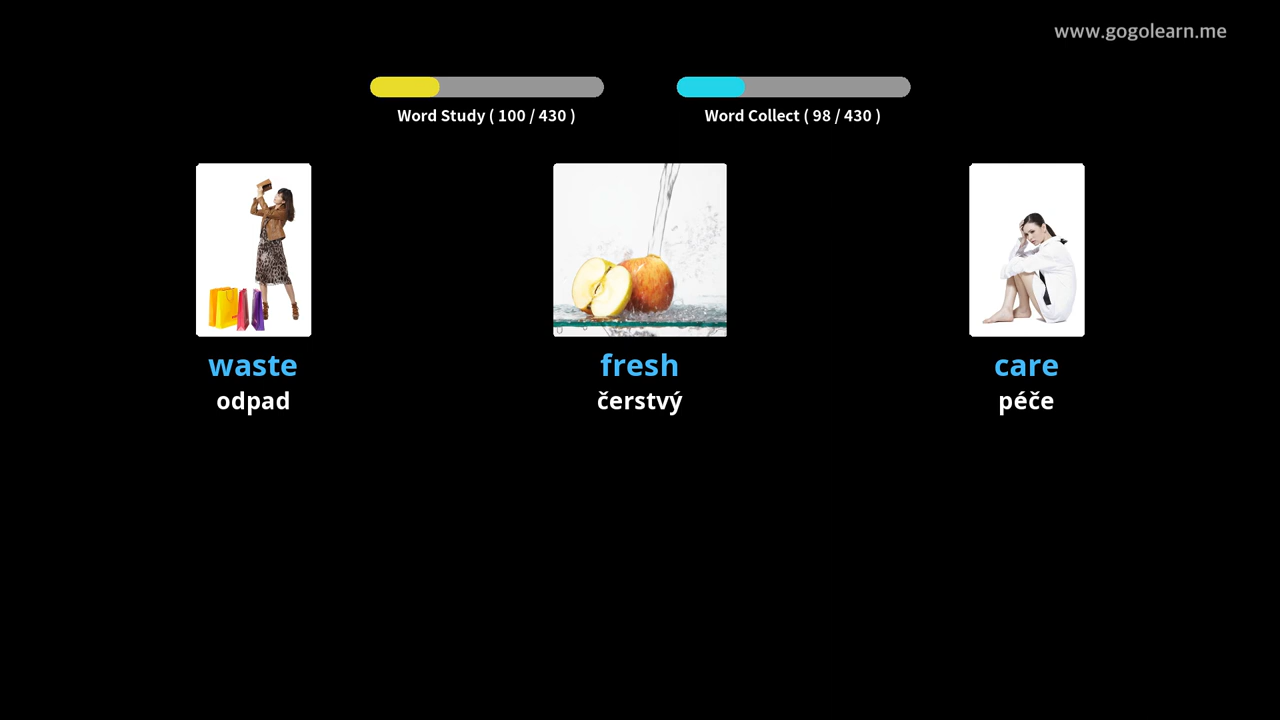 www.gogolearn.me
Word Study ( 100 / 430 )
Word Collect ( 98 / 430 )
waste
odpad
fresh
čerstvý
care
péče